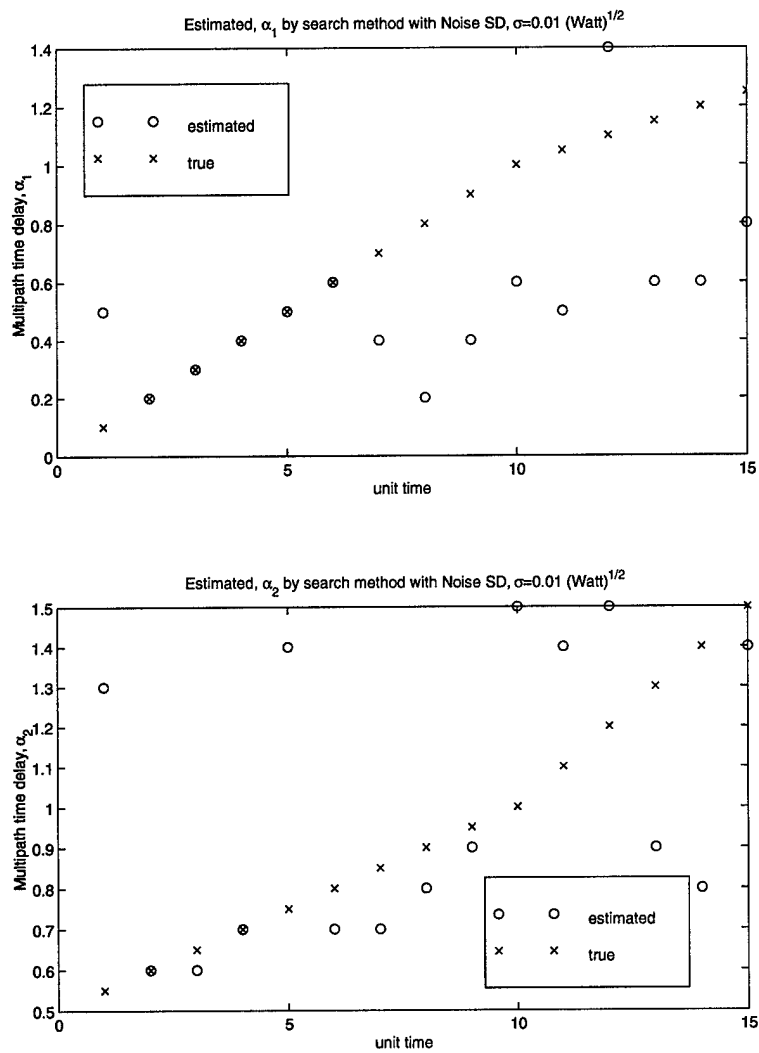 Estimated, α₁ by search method with Noise SD, σ=0.01 (Watt)^1/2
1.4
1.2
1
0.8
0.6
0.4
0.2
0
Multipath time delay, α₁
estimated
true
0 5 10 15
unit time
Estimated, α₂ by search method with Noise SD, σ=0.01 (Watt)^1/2
1.5
1.4
1.3
1.2
1.1
1
0.9
0.8
0.7
0.6
0.5
Multipath time delay, α₂
estimated
true
0 5 10 15
unit time